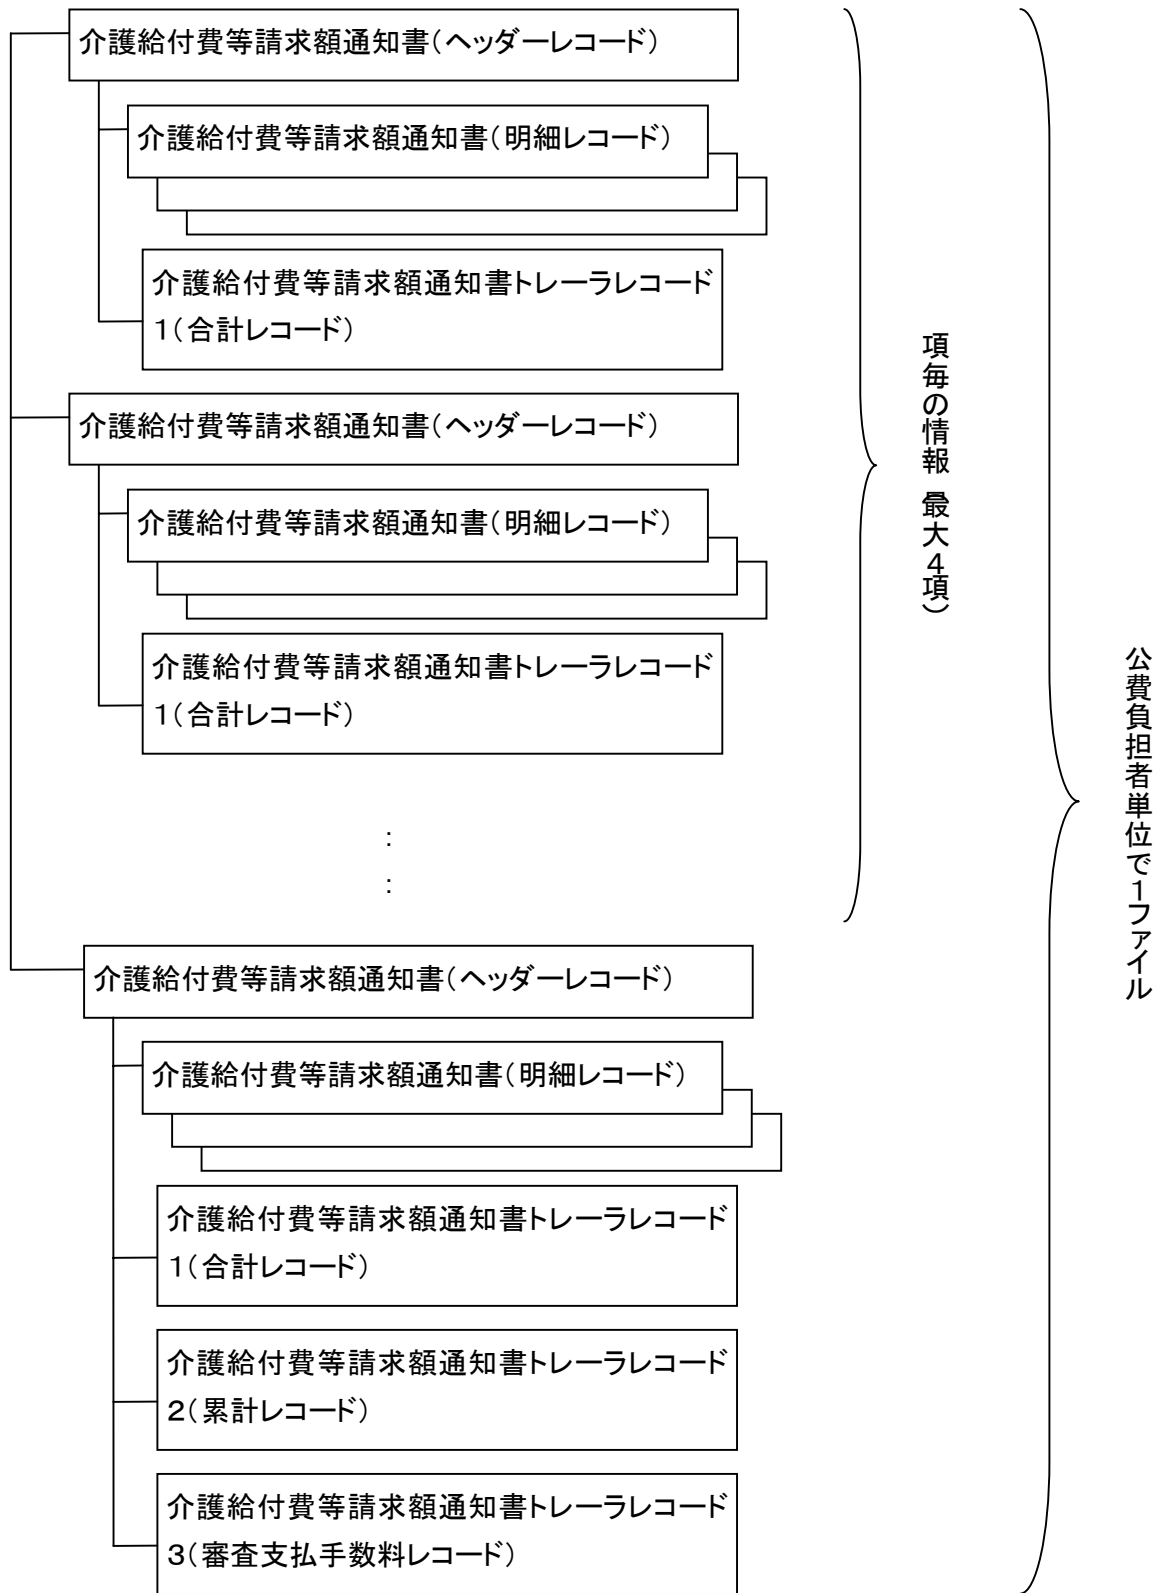 介護給付費等請求額通知書（ヘッダーレコード）
介護給付費等請求額通知書（明細レコード）
介護給付費等請求額通知書トレーラレコード
１（合計レコード）
介護給付費等請求額通知書（ヘッダーレコード）
介護給付費等請求額通知書（明細レコード）
介護給付費等請求額通知書トレーラレコード
１（合計レコード）
：
：
介護給付費等請求額通知書（ヘッダーレコード）
介護給付費等請求額通知書（明細レコード）
介護給付費等請求額通知書トレーラレコード
１（合計レコード）
介護給付費等請求額通知書トレーラレコード
２（累計レコード）
介護給付費等請求額通知書トレーラレコード
３（審査支払手数料レコード）
項毎の情報 最大４項）
公費負担者単位で１ファイル